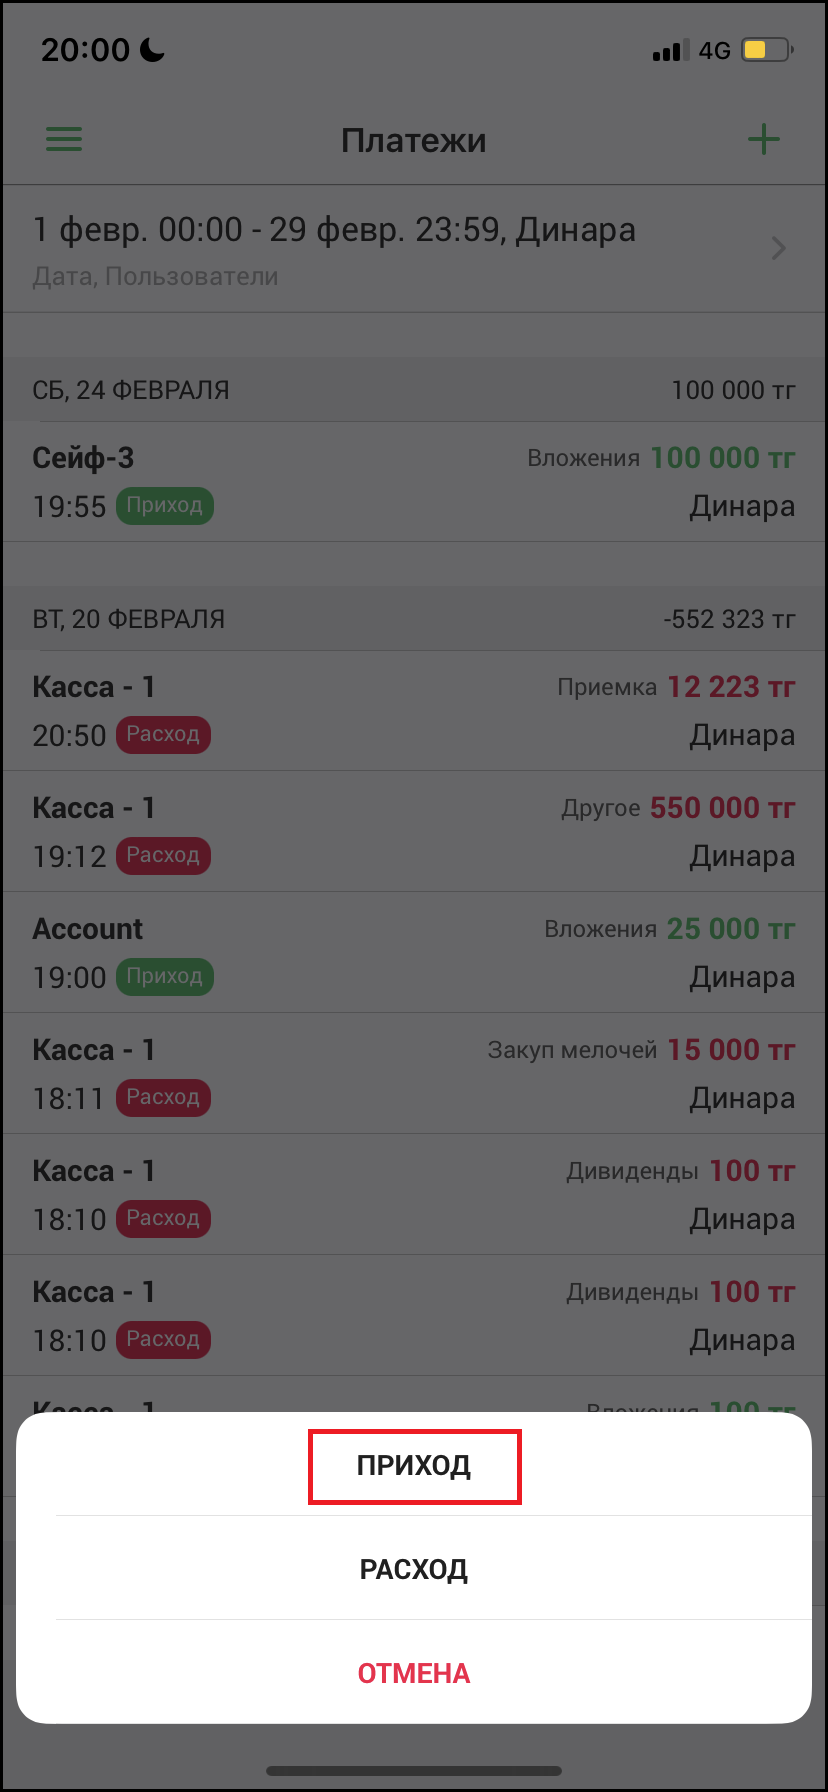 20:00 4G
Платежи
1 февр. 00:00 - 29 февр. 23:59, Динара
Дата, Пользователи
СБ, 24 ФЕВРАЛЯ 100 000 тг
Сейф-3 Вложения 100 000 тг
19:55 Приход Динара
ВТ, 20 ФЕВРАЛЯ -552 323 тг
Касса - 1 Приемка 12 223 тг
20:50 Расход Динара
Касса - 1 Другое 550 000 тг
19:12 Расход Динара
Account Вложения 25 000 тг
19:00 Приход Динара
Касса - 1 Закуп мелочей 15 000 тг
18:11 Расход Динара
Касса - 1 Дивиденды 100 тг
18:10 Расход Динара
Касса - 1 Дивиденды 100 тг
18:10 Расход Динара
Касса - 1 Вложения 100 тг
ПРИХОД
РАСХОД
ОТМЕНА